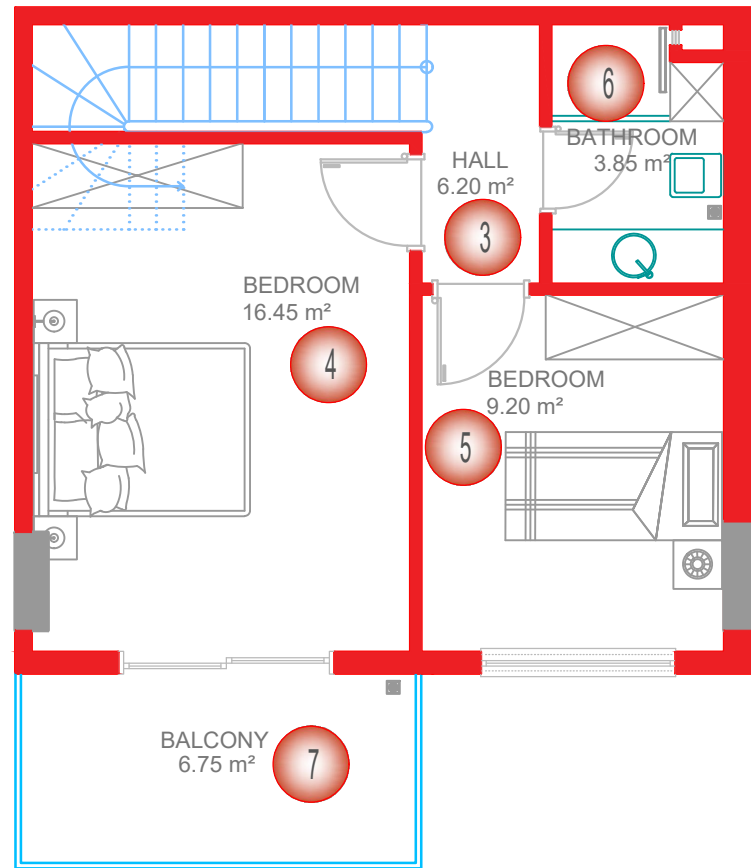 6
BATHROOM
3.85 m²
HALL
6.20 m²
3
BEDROOM
16.45 m²
4
BEDROOM
9.20 m²
5
BALCONY
6.75 m²
7